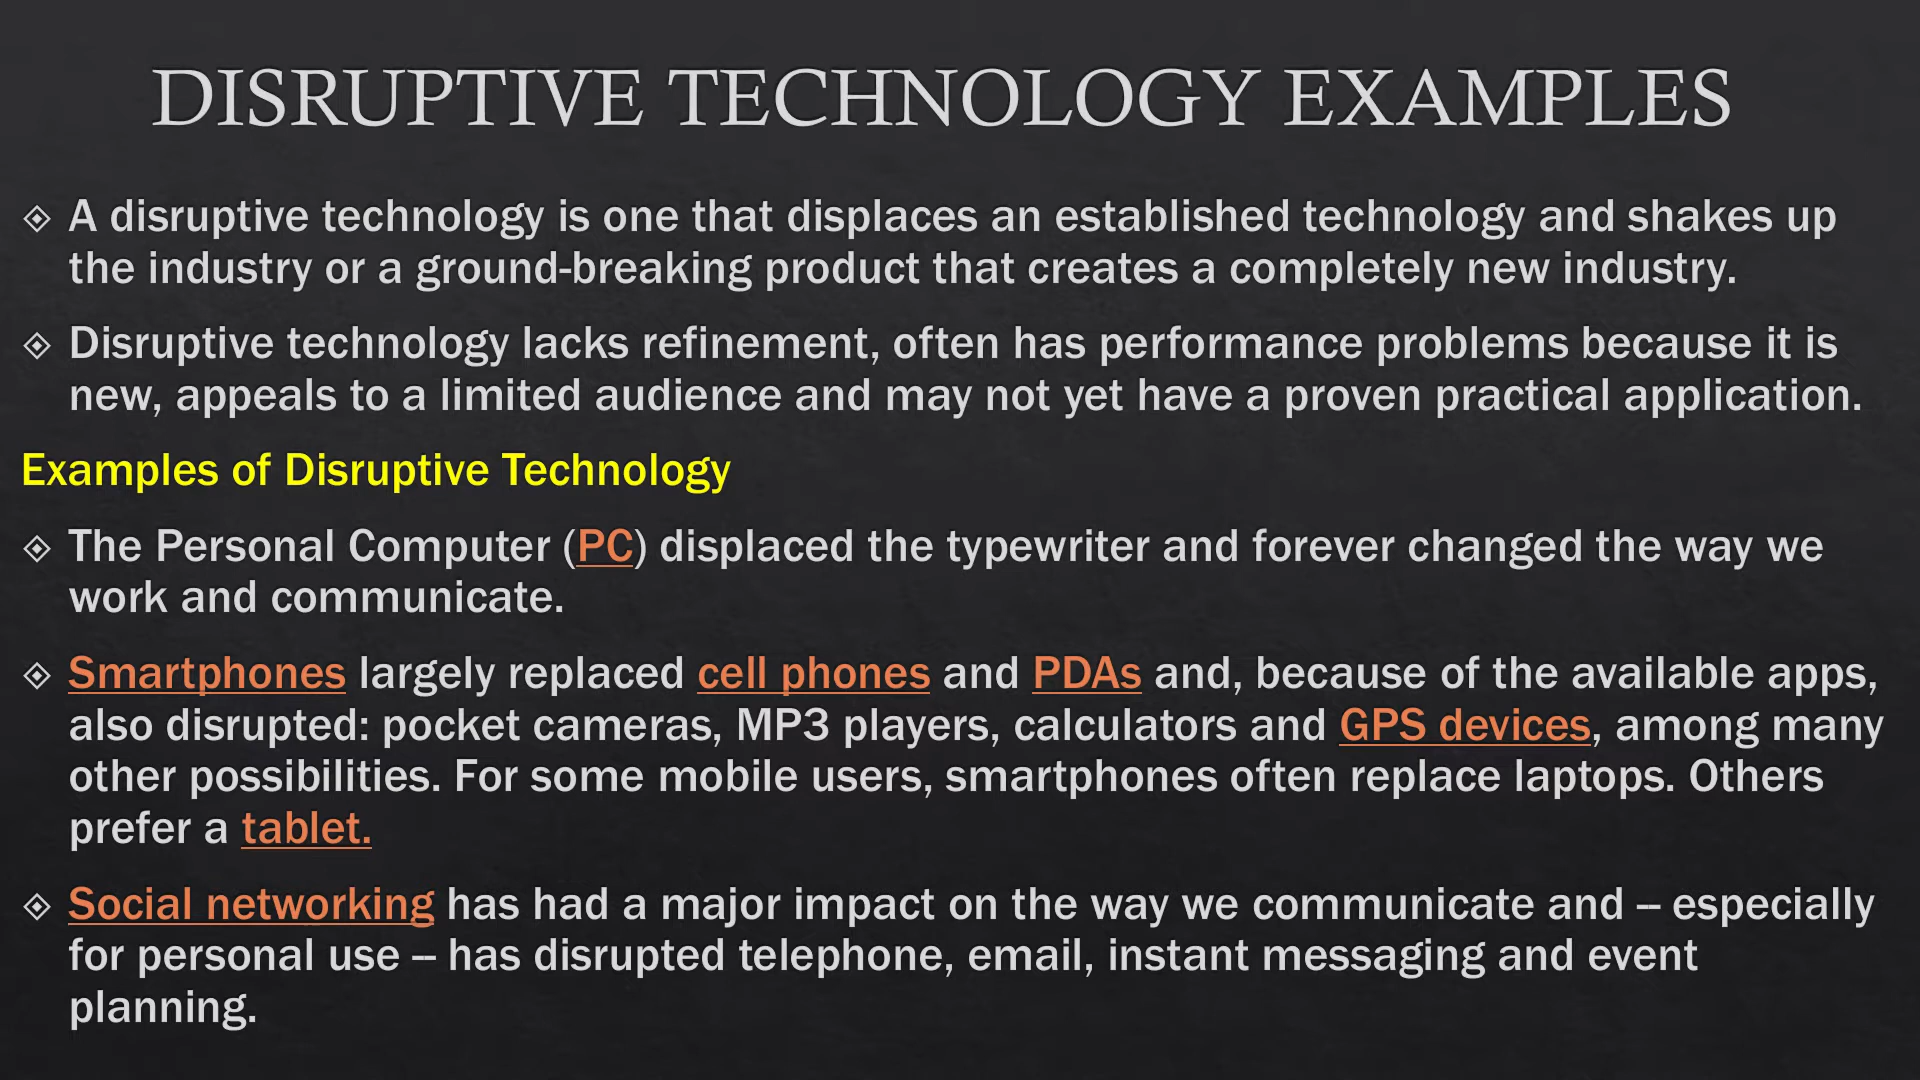 DISRUPTIVE TECHNOLOGY EXAMPLES
A disruptive technology is one that displaces an established technology and shakes up
the industry or a ground-breaking product that creates a completely new industry.
Disruptive technology lacks refinement, often has performance problems because it is
new, appeals to a limited audience and may not yet have a proven practical application.
Examples of Disruptive Technology
The Personal Computer (PC) displaced the typewriter and forever changed the way we
work and communicate.
Smartphones largely replaced cell phones and PDAs and, because of the available apps,
also disrupted: pocket cameras, MP3 players, calculators and GPS devices, among many
other possibilities. For some mobile users, smartphones often replace laptops. Others
prefer a tablet.
Social networking has had a major impact on the way we communicate and -- especially
for personal use -- has disrupted telephone, email, instant messaging and event
planning.